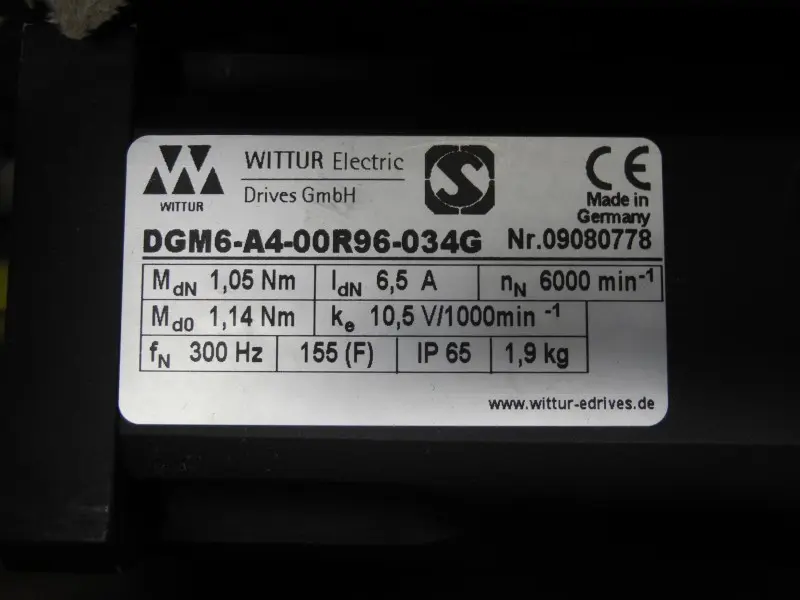 WITTUR
WITTUR Electric
Drives GmbH
S
CE
Made in
Germany
DGM6-A4-00R96-034G Nr.09080778
MdN 1,05 Nm IdN 6,5 A nN 6000 min-1
Md0 1,14 Nm ke 10,5 V/1000min -1
fN 300 Hz 155 (F) IP 65 1,9 kg
www.wittur-edrives.de